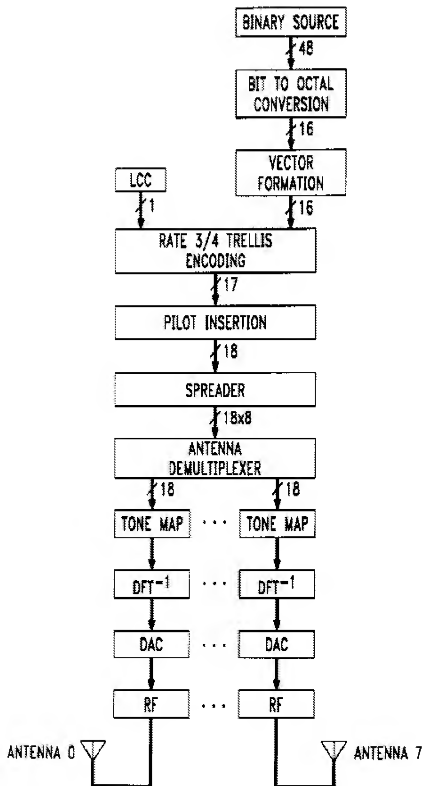 BINARY SOURCE
48
BIT TO OCTAL
CONVERSION
16
LCC
VECTOR
FORMATION
1
16
RATE 3/4 TRELLIS
ENCODING
17
PILOT INSERTION
18
SPREADER
18x8
ANTENNA
DEMULTIPLEXER
18 18
TONE MAP ... TONE MAP
DFT⁻¹ ... DFT⁻¹
DAC ... DAC
RF ... RF
ANTENNA 0 ANTENNA 7